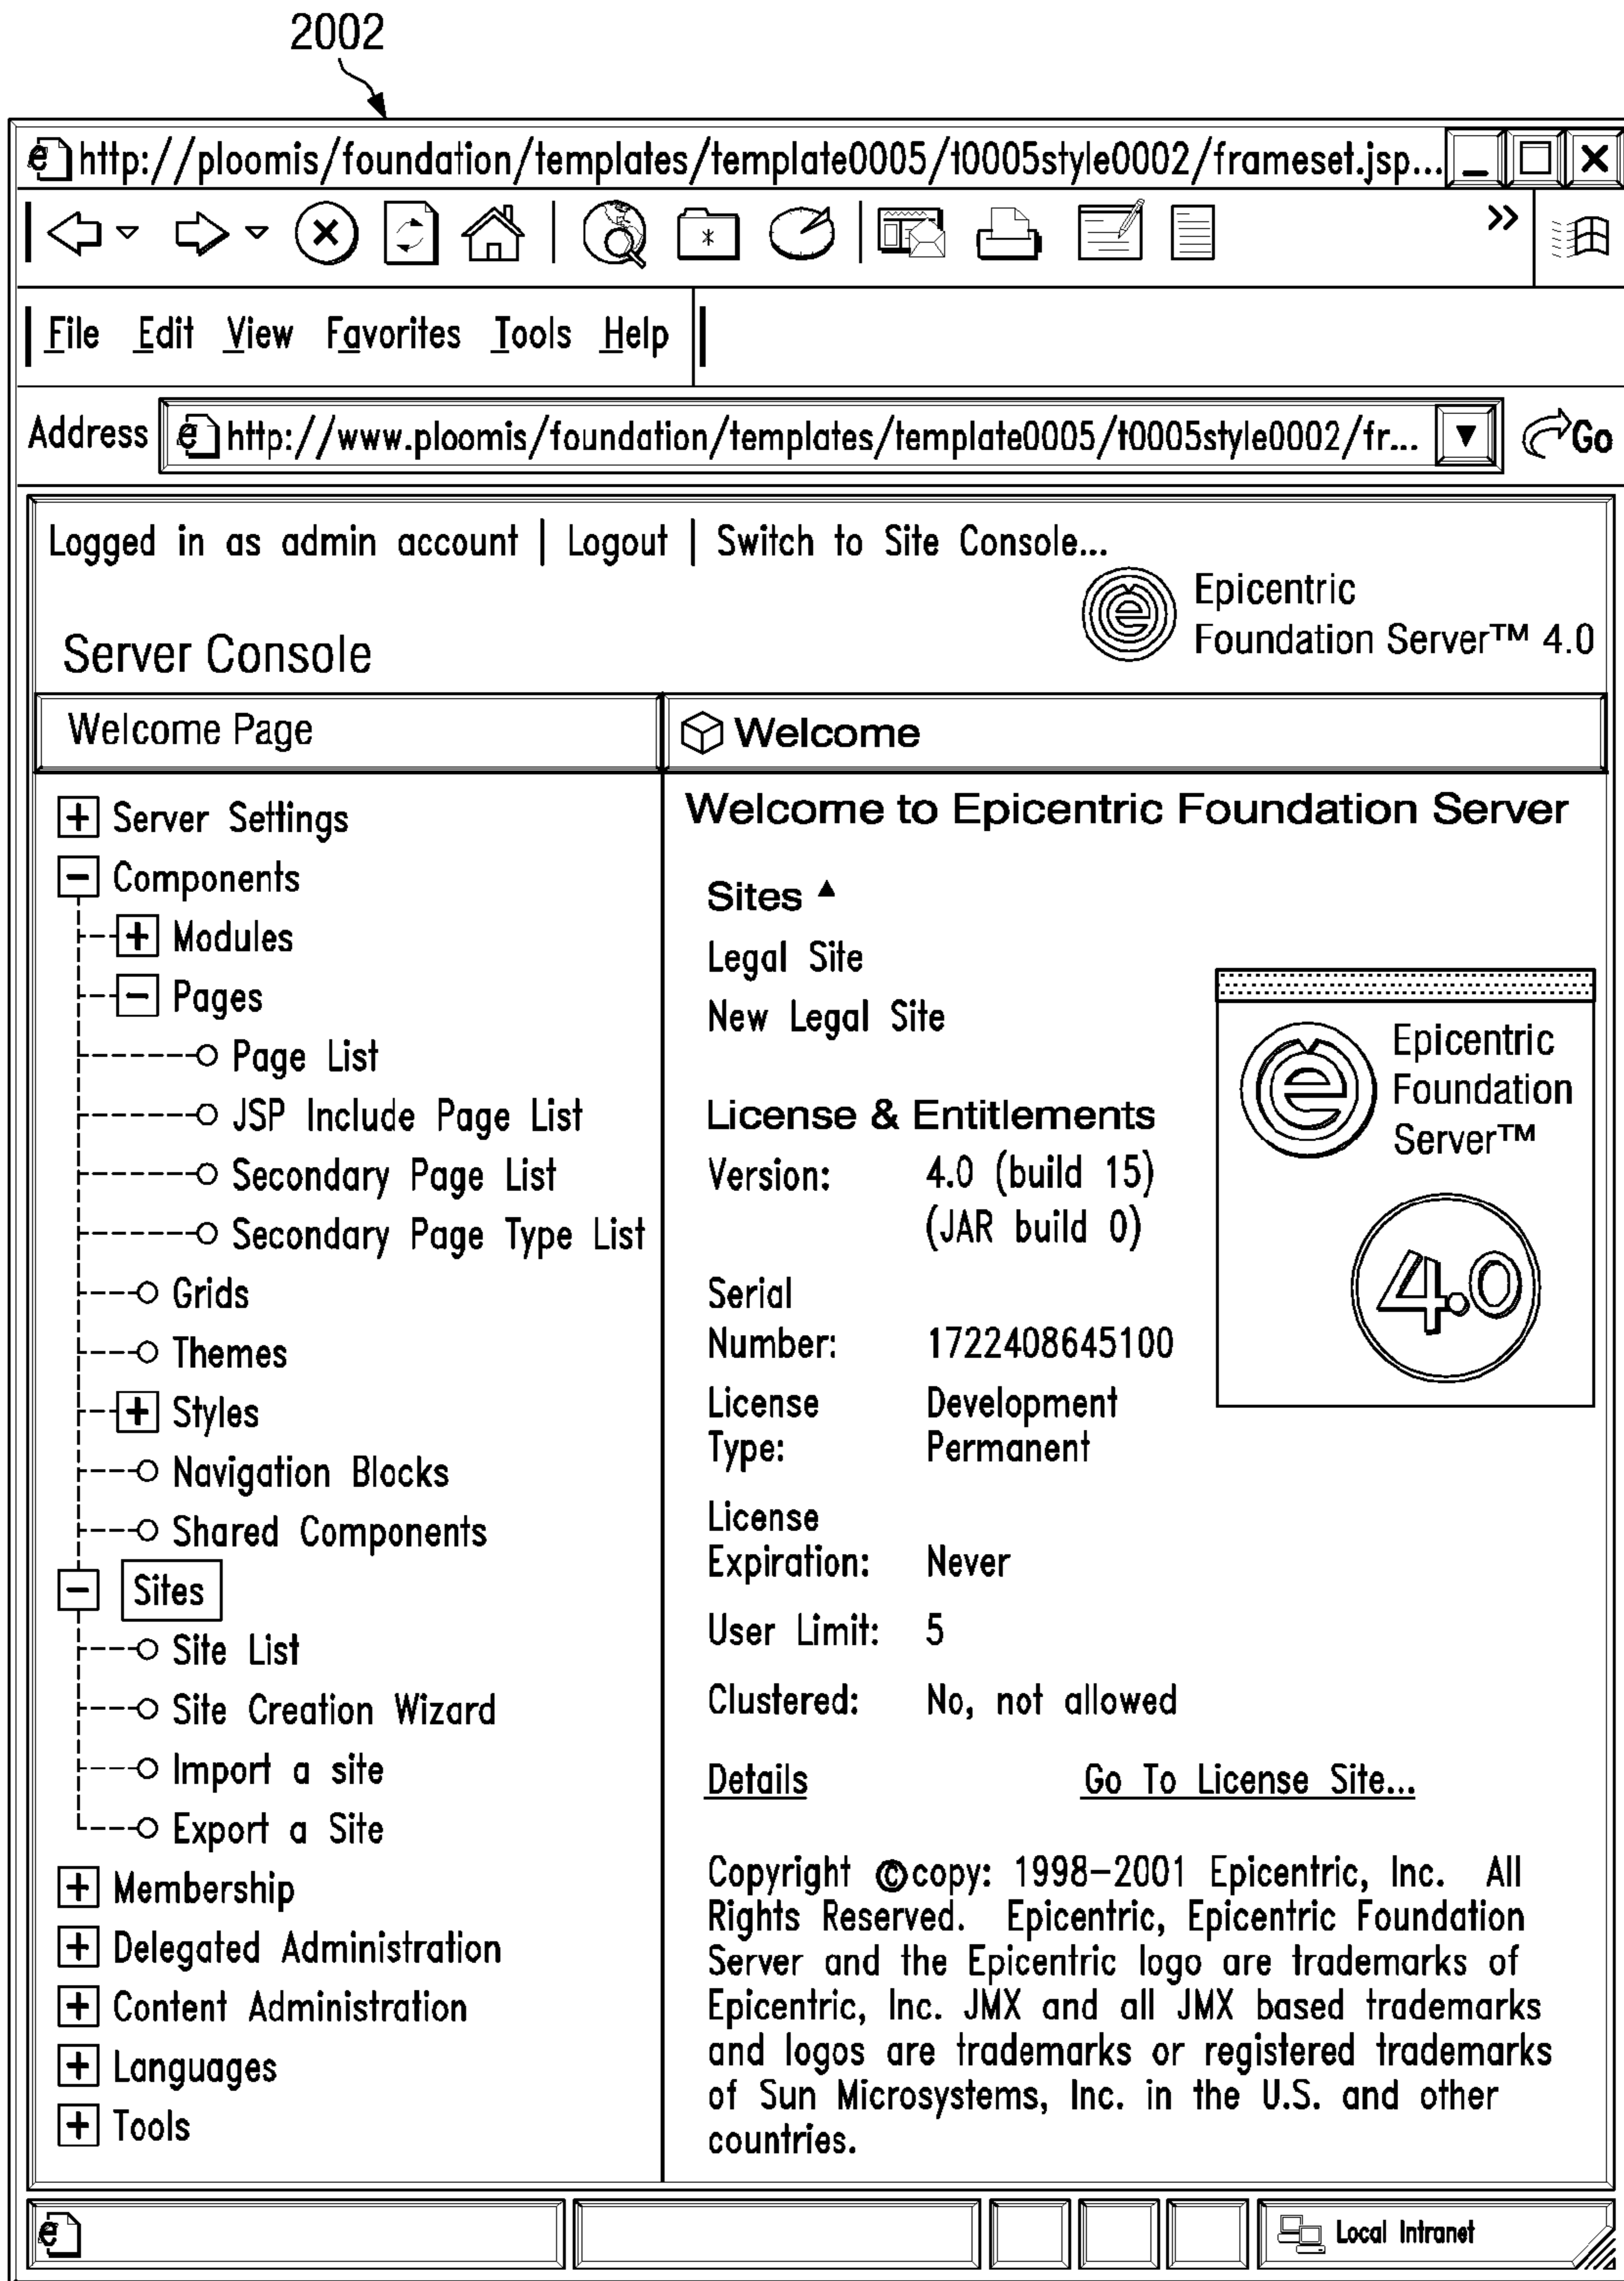 2002
http://ploomis/foundation/templates/template0005/t0005style0002/frameset.jsp...
File Edit View Favorites Tools Help
Address http://www.ploomis/foundation/templates/template0005/t0005style0002/fr... Go
Logged in as admin account | Logout | Switch to Site Console...
Epicentric
Foundation Server™ 4.0
Server Console
Welcome Page
Welcome
Server Settings
Components
Modules
Pages
Page List
JSP Include Page List
Secondary Page List
Secondary Page Type List
Grids
Themes
Styles
Navigation Blocks
Shared Components
Sites
Site List
Site Creation Wizard
Import a site
Export a Site
Membership
Delegated Administration
Content Administration
Languages
Tools
Welcome to Epicentric Foundation Server
Sites
Legal Site
New Legal Site
Epicentric
Foundation
Server™
4.0
License & Entitlements
Version: 4.0 (build 15)
(JAR build 0)
Serial
Number: 1722408645100
License Development
Type: Permanent
License
Expiration: Never
User Limit: 5
Clustered: No, not allowed
Details Go To License Site...
Copyright ©copy: 1998-2001 Epicentric, Inc. All
Rights Reserved. Epicentric, Epicentric Foundation
Server and the Epicentric logo are trademarks of
Epicentric, Inc. JMX and all JMX based trademarks
and logos are trademarks or registered trademarks
of Sun Microsystems, Inc. in the U.S. and other
countries.
Local Intranet